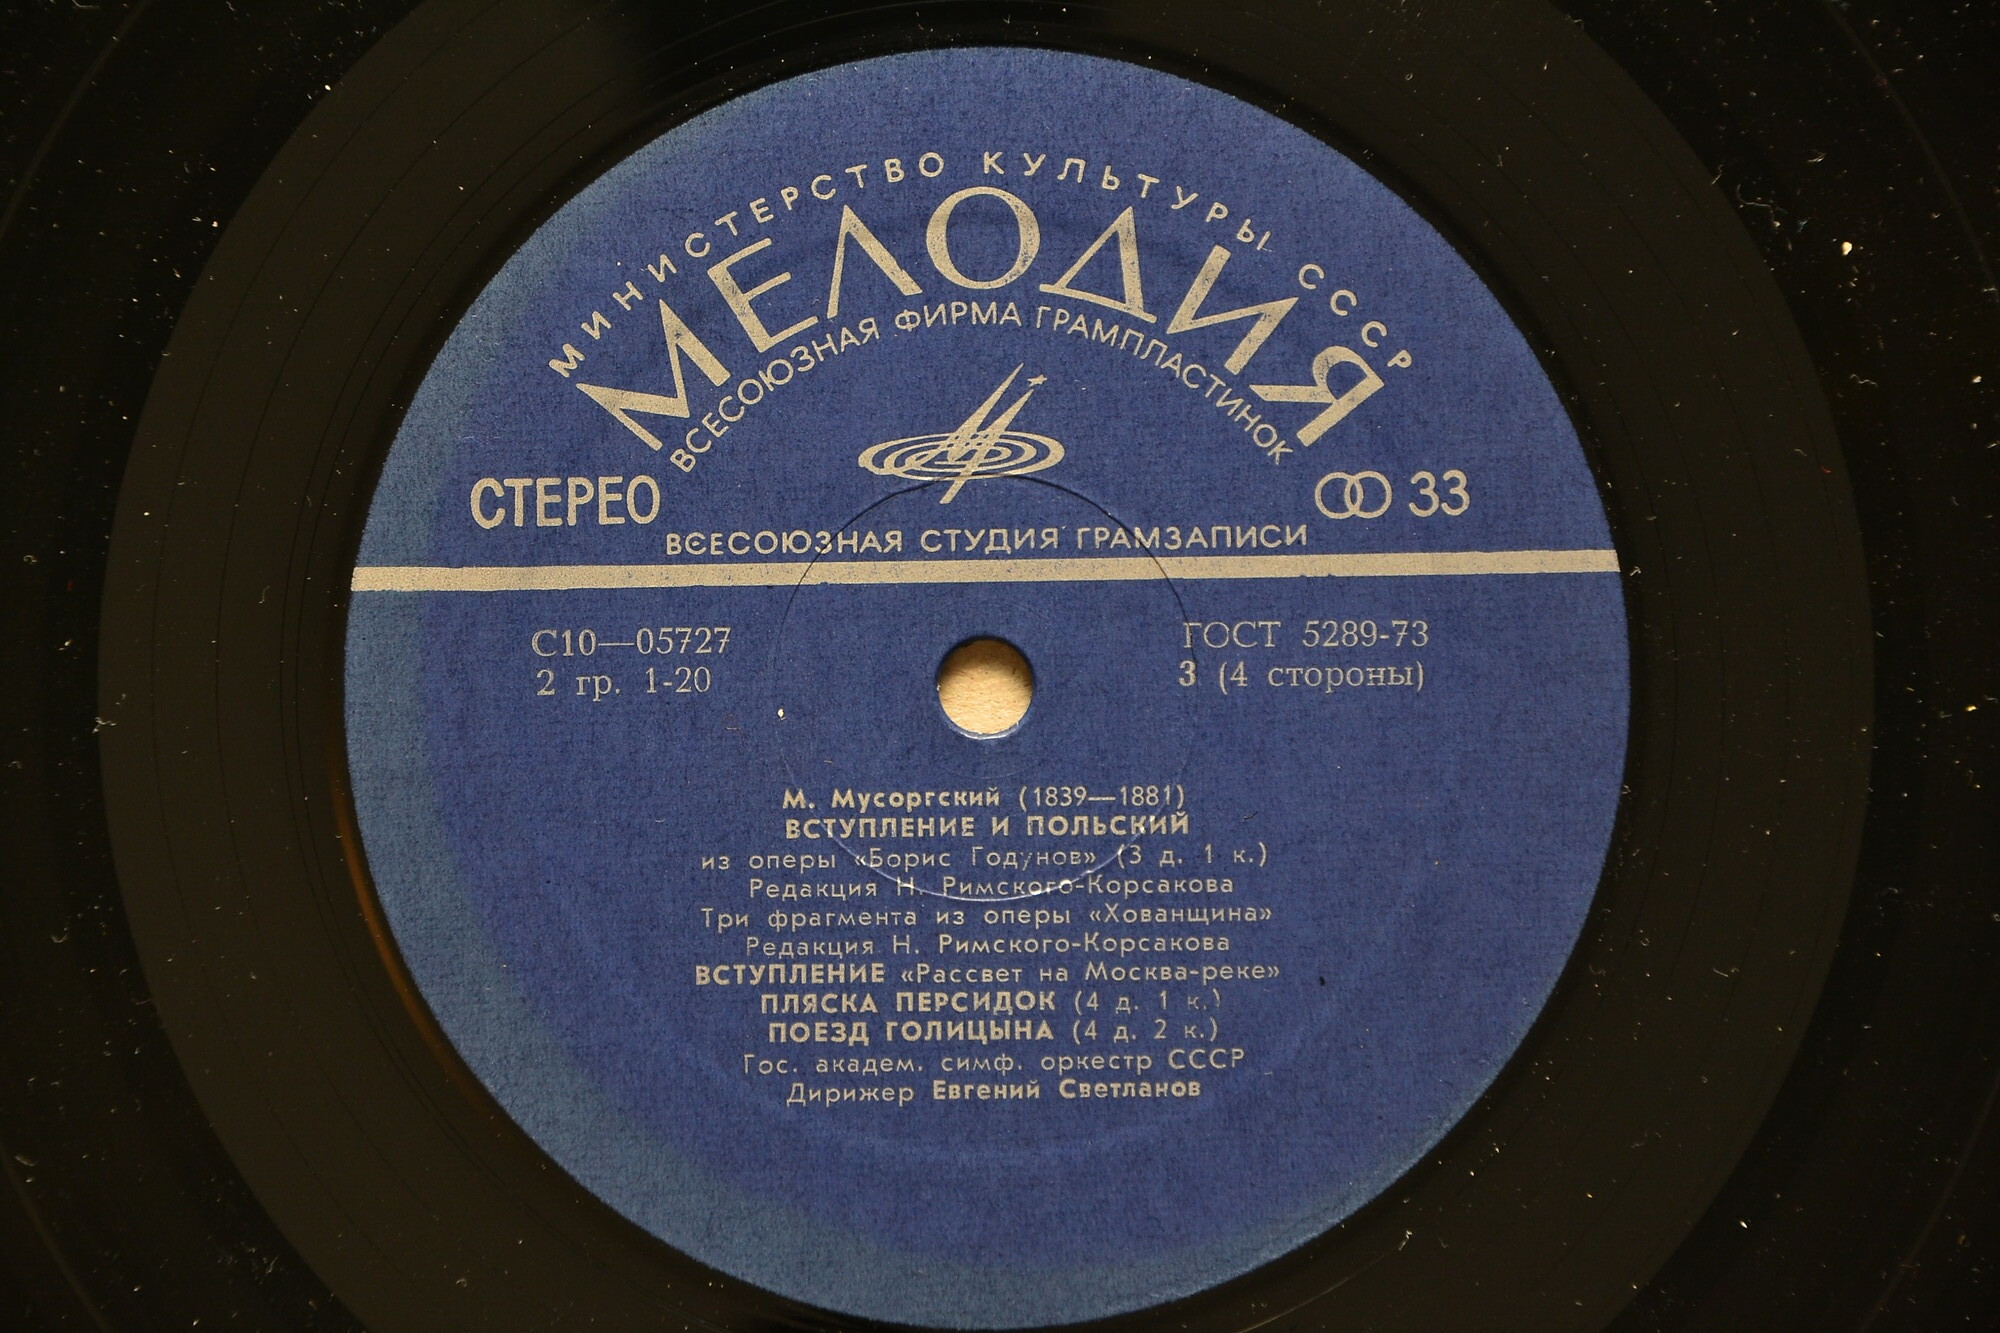 МИНИСТЕРСТВО КУЛЬТУРЫ СССР
МЕЛОДИЯ
ВСЕСОЮЗНАЯ ФИРМА ГРАМПЛАСТИНОК
СТЕРЕО
33
ВСЕСОЮЗНАЯ СТУДИЯ ГРАМЗАПИСИ
С10—05727
ГОСТ 5289-73
2 гр. 1-20
3 (4 стороны)
М. Мусоргский (1839—1881)
ВСТУПЛЕНИЕ И ПОЛЬСКИЙ
из оперы «Борис Годунов» (3 д. 1 к.)
Редакция Н. Римского-Корсакова
Три фрагмента из оперы «Хованщина»
Редакция Н. Римского-Корсакова
ВСТУПЛЕНИЕ «Рассвет на Москва-реке»
ПЛЯСКА ПЕРСИДОК (4 д. 1 к.)
ПОЕЗД ГОЛИЦЫНА (4 д. 2 к.)
Гос. академ. симф. оркестр СССР
Дирижер Евгений Светланов